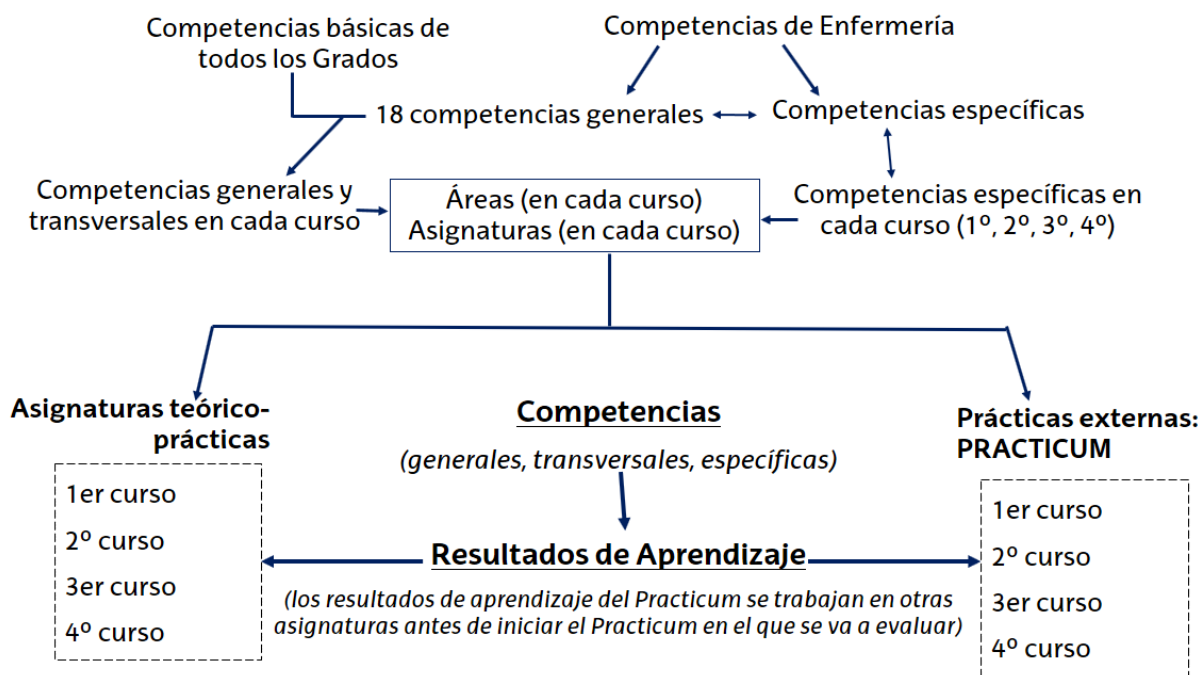 Competencias básicas de
todos los Grados
Competencias de Enfermería
18 competencias generales
Competencias específicas
Competencias generales y
transversales en cada curso
Áreas (en cada curso)
Asignaturas (en cada curso)
Competencias específicas en
cada curso (1º, 2º, 3º, 4º)
Asignaturas teórico-
prácticas
1er curso
2º curso
3er curso
4º curso
Competencias
(generales, transversales, específicas)
Resultados de Aprendizaje
(los resultados de aprendizaje del Practicum se trabajan en otras
asignaturas antes de iniciar el Practicum en el que se va a evaluar)
Prácticas externas:
PRACTICUM
1er curso
2º curso
3er curso
4º curso